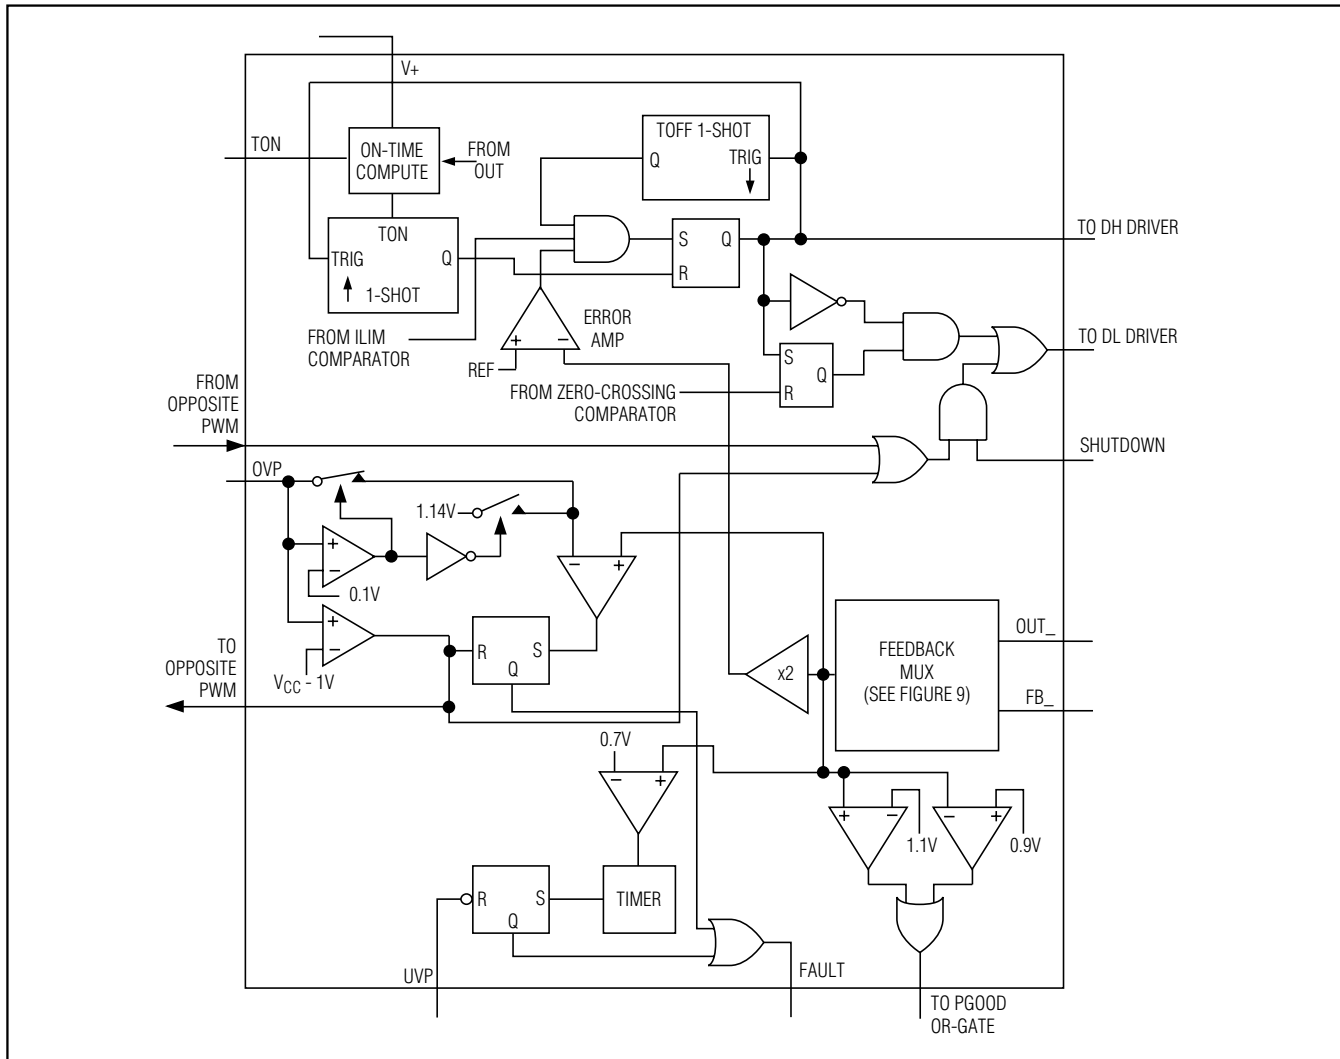 V+
TON
ON-TIME
COMPUTE
FROM
OUT
TOFF 1-SHOT
Q
TRIG
TON
TRIG
Q
1-SHOT
S
Q
R
TO DH DRIVER
FROM ILIM
COMPARATOR
+
−
ERROR
AMP
REF
S
Q
R
TO DL DRIVER
FROM ZERO-CROSSING
COMPARATOR
FROM
OPPOSITE
PWM
SHUTDOWN
OVP
1.14V
+
−
0.1V
−
+
+
−
VCC - 1V
TO
OPPOSITE
PWM
R
S
Q
x2
FEEDBACK
MUX
(SEE FIGURE 9)
OUT_
FB_
0.7V
−
+
+
−
1.1V
−
+
0.9V
R
S
Q
TIMER
UVP
FAULT
TO PGOOD
OR-GATE